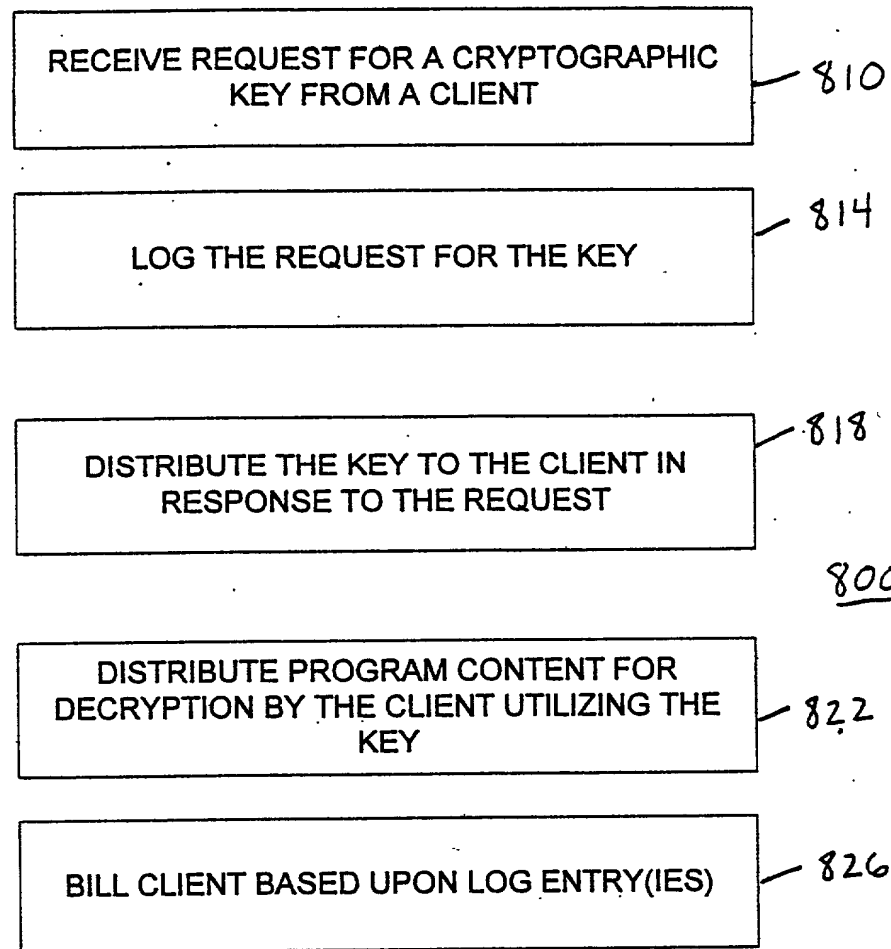 RECEIVE REQUEST FOR A CRYPTOGRAPHIC
KEY FROM A CLIENT
810
LOG THE REQUEST FOR THE KEY
814
DISTRIBUTE THE KEY TO THE CLIENT IN
RESPONSE TO THE REQUEST
818
800
DISTRIBUTE PROGRAM CONTENT FOR
DECRYPTION BY THE CLIENT UTILIZING THE
KEY
822
BILL CLIENT BASED UPON LOG ENTRY(IES)
826